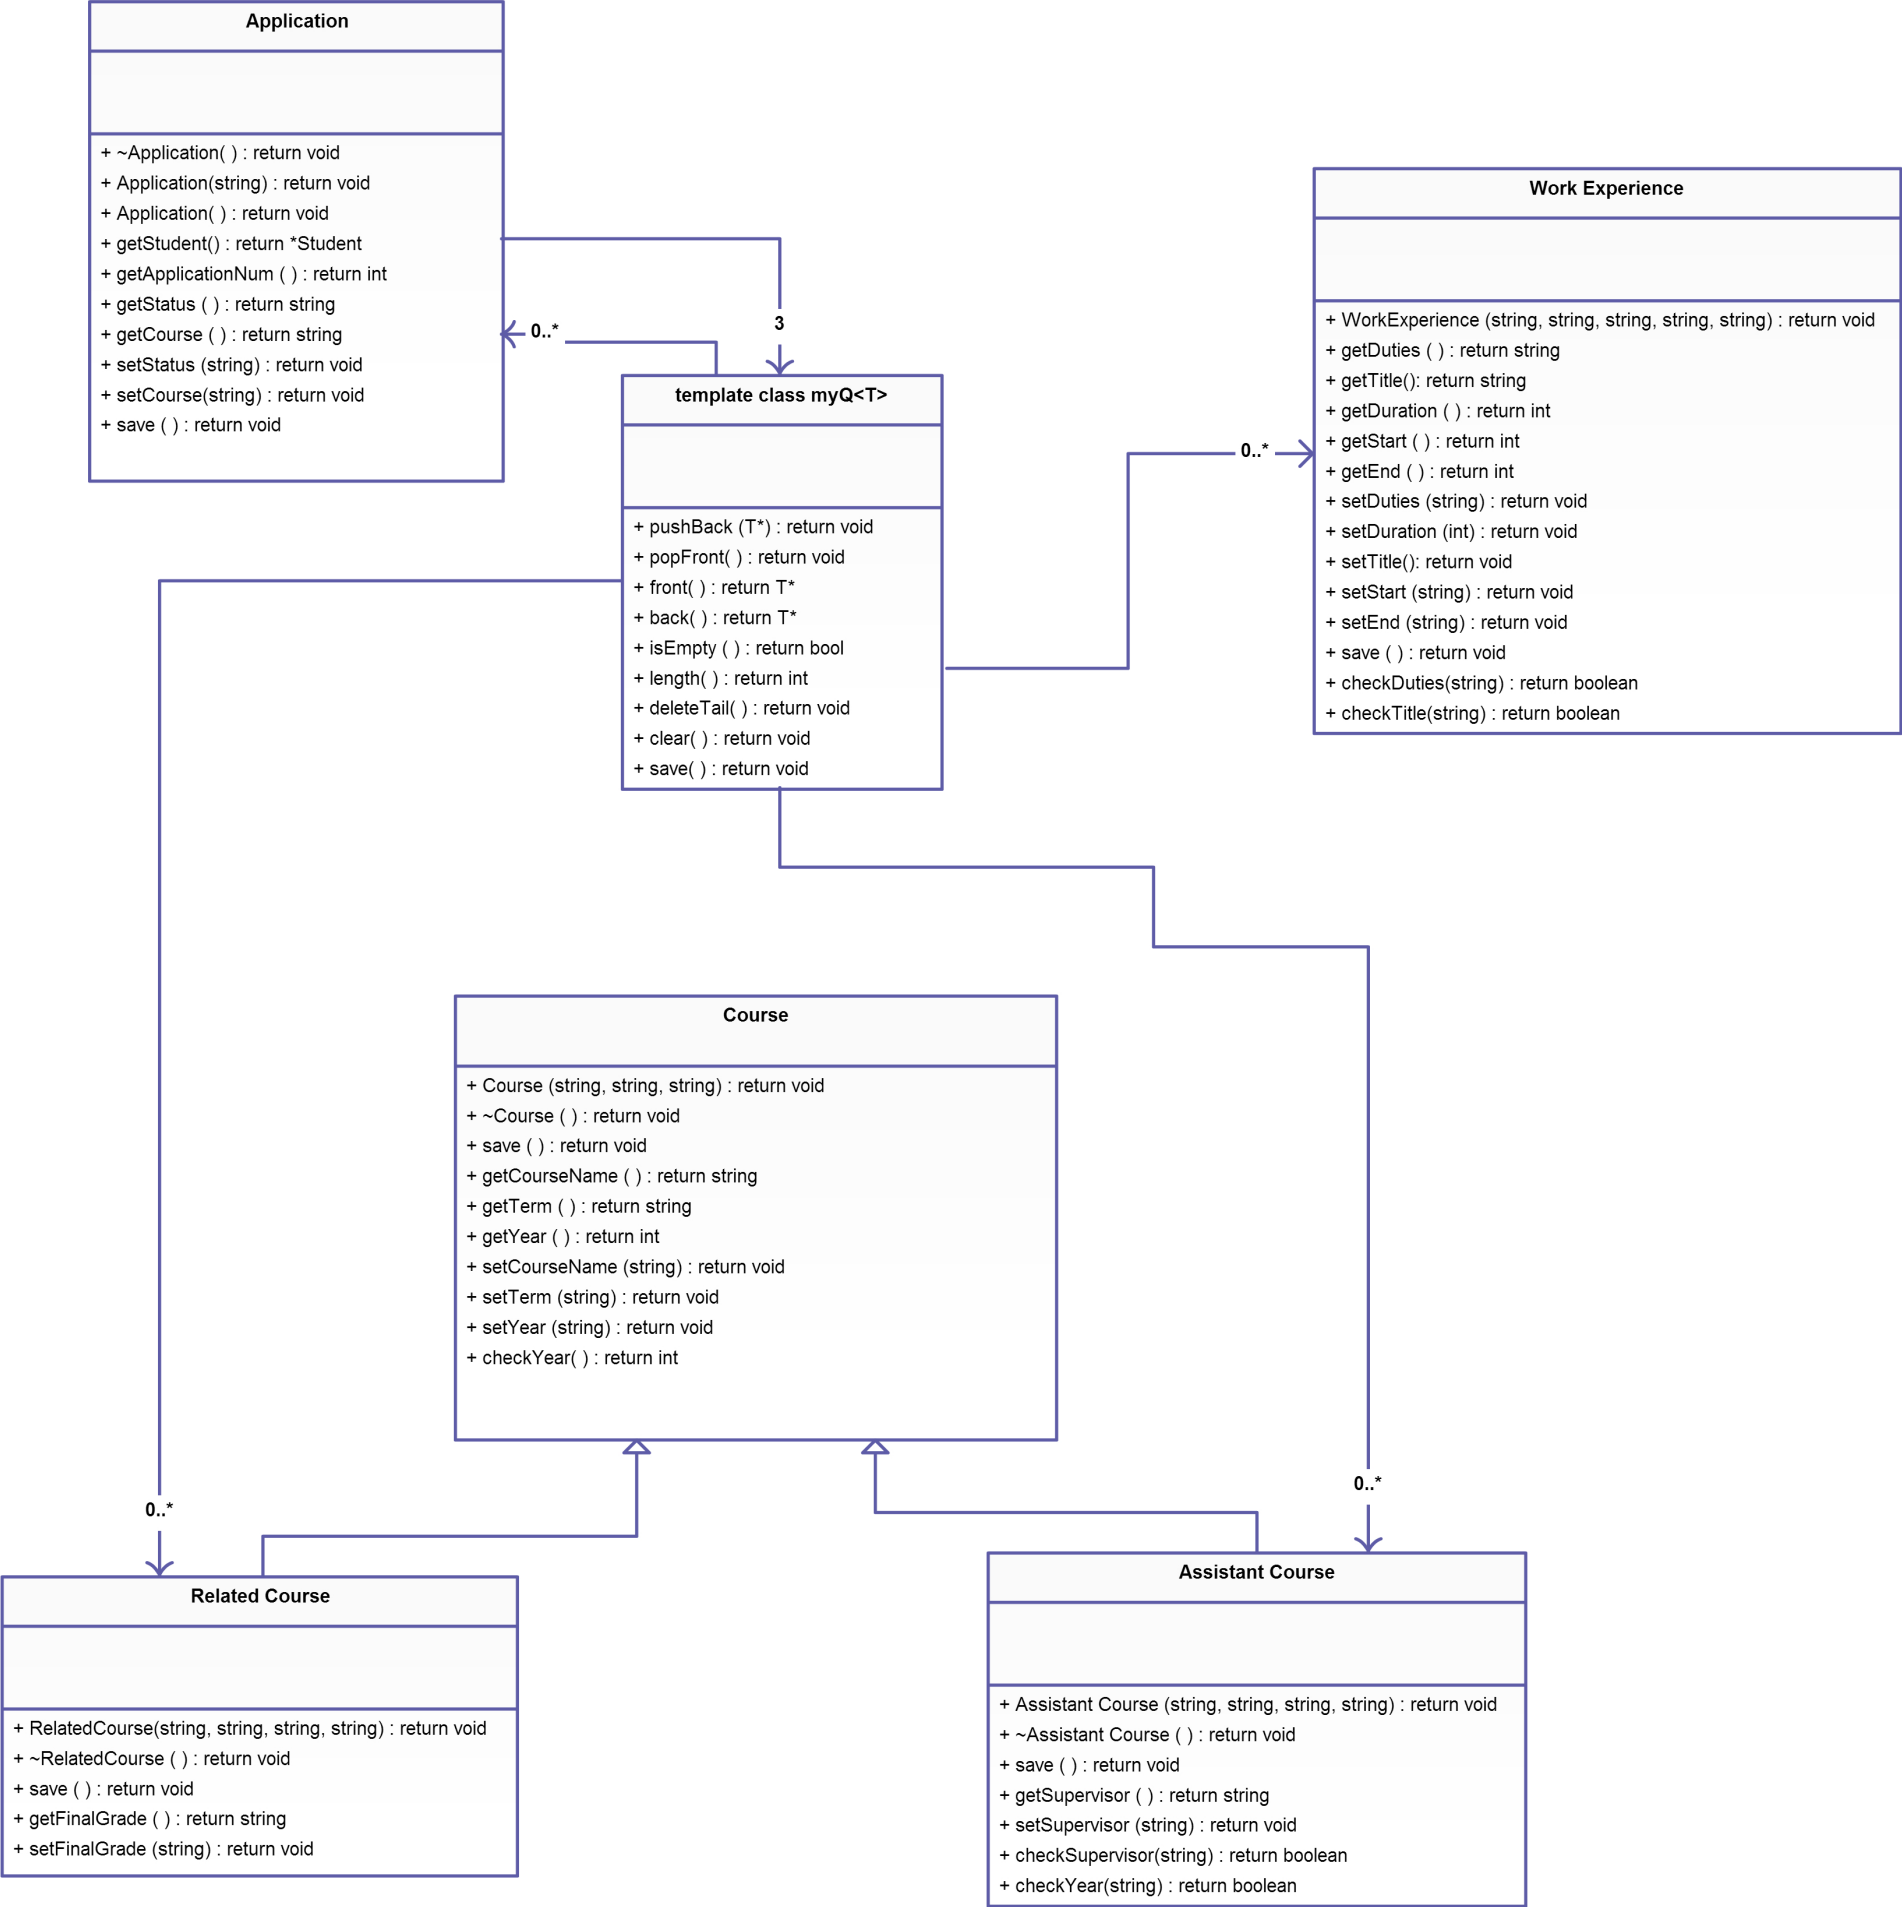 Application
+ ~Application( ) : return void
+ Application(string) : return void
+ Application( ) : return void
+ getStudent() : return *Student
+ getApplicationNum ( ) : return int
+ getStatus ( ) : return string
+ getCourse ( ) : return string
+ setStatus (string) : return void
+ setCourse(string) : return void
+ save ( ) : return void
3
0..*
template class myQ<T>
+ pushBack (T*) : return void
+ popFront( ) : return void
+ front( ) : return T*
+ back( ) : return T*
+ isEmpty ( ) : return bool
+ length( ) : return int
+ deleteTail( ) : return void
+ clear( ) : return void
+ save( ) : return void
0..*
Work Experience
+ WorkExperience (string, string, string, string, string) : return void
+ getDuties ( ) : return string
+ getTitle(): return string
+ getDuration ( ) : return int
+ getStart ( ) : return int
+ getEnd ( ) : return int
+ setDuties (string) : return void
+ setDuration (int) : return void
+ setTitle(): return void
+ setStart (string) : return void
+ setEnd (string) : return void
+ save ( ) : return void
+ checkDuties(string) : return boolean
+ checkTitle(string) : return boolean
Course
+ Course (string, string, string) : return void
+ ~Course ( ) : return void
+ save ( ) : return void
+ getCourseName ( ) : return string
+ getTerm ( ) : return string
+ getYear ( ) : return int
+ setCourseName (string) : return void
+ setTerm (string) : return void
+ setYear (string) : return void
+ checkYear( ) : return int
0..*
0..*
Related Course
+ RelatedCourse(string, string, string, string) : return void
+ ~RelatedCourse ( ) : return void
+ save ( ) : return void
+ getFinalGrade ( ) : return string
+ setFinalGrade (string) : return void
Assistant Course
+ Assistant Course (string, string, string, string) : return void
+ ~Assistant Course ( ) : return void
+ save ( ) : return void
+ getSupervisor ( ) : return string
+ setSupervisor (string) : return void
+ checkSupervisor(string) : return boolean
+ checkYear(string) : return boolean